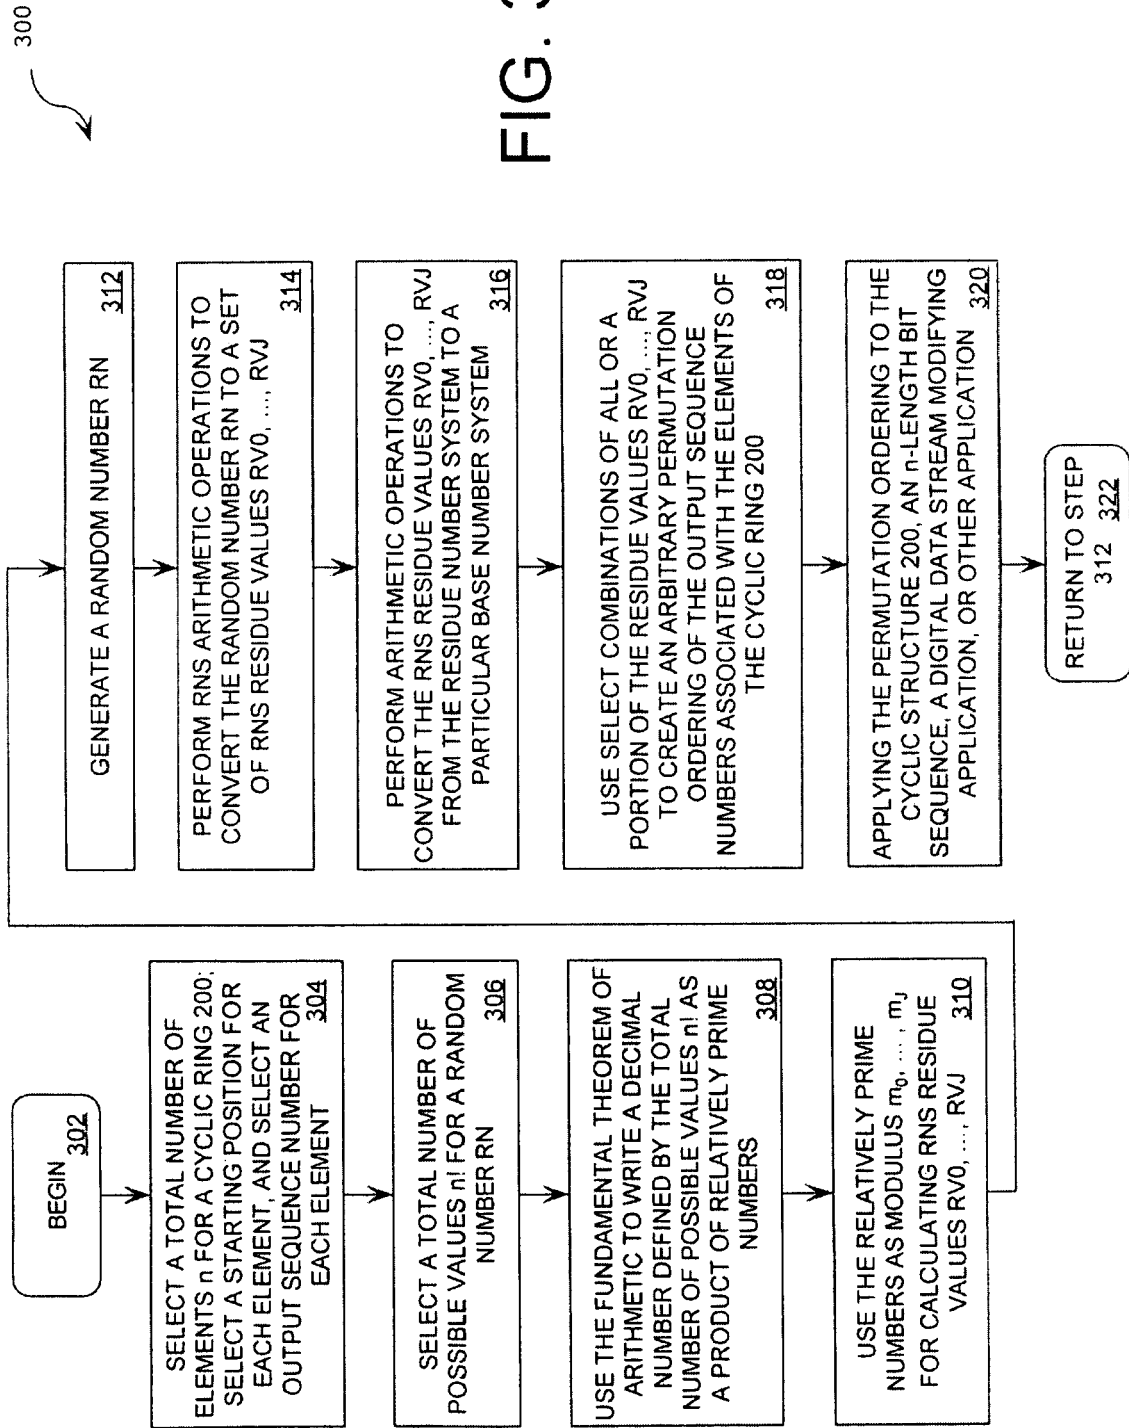 300
BEGIN
302
SELECT A TOTAL NUMBER OF
ELEMENTS n FOR A CYCLIC RING 200;
SELECT A STARTING POSITION FOR
EACH ELEMENT, AND SELECT AN
OUTPUT SEQUENCE NUMBER FOR
EACH ELEMENT 304
SELECT A TOTAL NUMBER OF
POSSIBLE VALUES n! FOR A RANDOM
NUMBER RN 306
USE THE FUNDAMENTAL THEOREM OF
ARITHMETIC TO WRITE A DECIMAL
NUMBER DEFINED BY THE TOTAL
NUMBER OF POSSIBLE VALUES n! AS
A PRODUCT OF RELATIVELY PRIME
NUMBERS 308
USE THE RELATIVELY PRIME
NUMBERS AS MODULUS m0, ... , mJ
FOR CALCULATING RNS RESIDUE
VALUES RV0, ..., RVJ 310
GENERATE A RANDOM NUMBER RN
312
PERFORM RNS ARITHMETIC OPERATIONS TO
CONVERT THE RANDOM NUMBER RN TO A SET
OF RNS RESIDUE VALUES RV0, ..., RVJ 314
PERFORM ARITHMETIC OPERATIONS TO
CONVERT THE RNS RESIDUE VALUES RV0, ..., RVJ
FROM THE RESIDUE NUMBER SYSTEM TO A
PARTICULAR BASE NUMBER SYSTEM 316
USE SELECT COMBINATIONS OF ALL OR A
PORTION OF THE RESIDUE VALUES RV0, ..., RVJ
TO CREATE AN ARBITRARY PERMUTATION
ORDERING OF THE OUTPUT SEQUENCE
NUMBERS ASSOCIATED WITH THE ELEMENTS OF
THE CYCLIC RING 200 318
APPLYING THE PERMUTATION ORDERING TO THE
CYCLIC STRUCTURE 200, AN n-LENGTH BIT
SEQUENCE, A DIGITAL DATA STREAM MODIFYING
APPLICATION, OR OTHER APPLICATION 320
RETURN TO STEP
312 322
FIG.